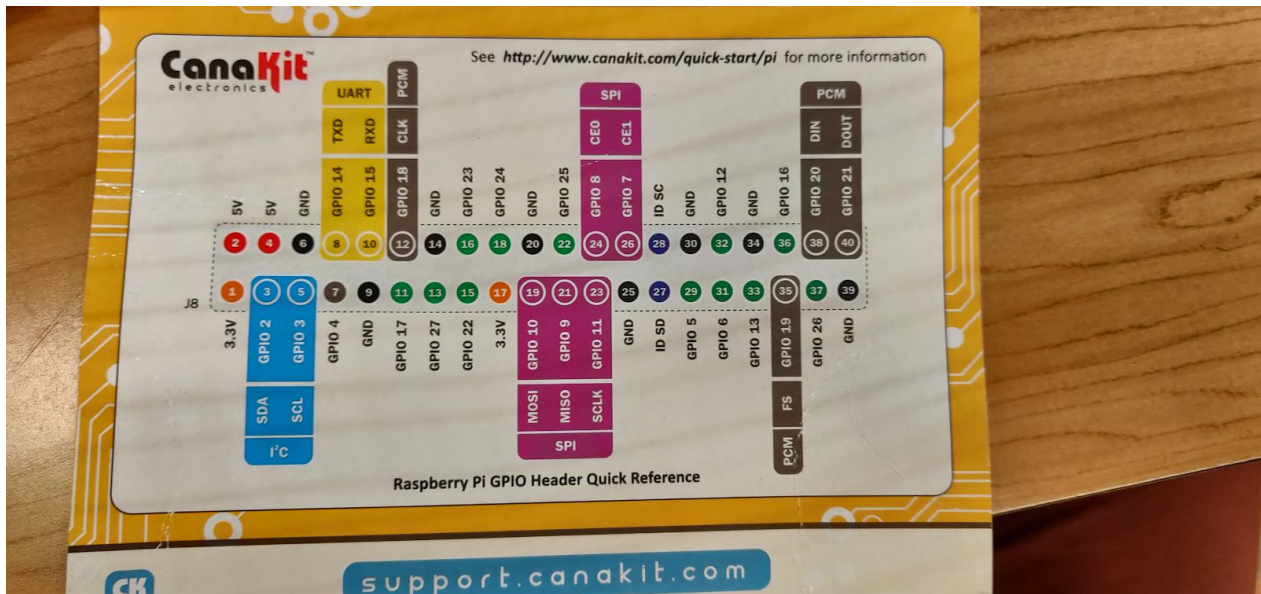 CanaKit™
electronics
See http://www.canakit.com/quick-start/pi for more information
UART PCM SPI PCM
TXD RXD CLK CE0 CE1 DIN DOUT
5V 5V GND GPIO 14 GPIO 15 GPIO 18 GND GPIO 23 GPIO 24 GND GPIO 25 GPIO 8 GPIO 7 ID SC GND GPIO 12 GND GPIO 16 GPIO 20 GPIO 21
2 4 6 8 10 12 14 16 18 20 22 24 26 28 30 32 34 36 38 40
J8 1 3 5 7 9 11 13 15 17 19 21 23 25 27 29 31 33 35 37 39
3.3V GPIO 2 GPIO 3 GPIO 4 GND GPIO 17 GPIO 27 GPIO 22 3.3V GPIO 10 GPIO 9 GPIO 11 GND ID SD GPIO 5 GPIO 6 GPIO 13 GPIO 19 GPIO 26 GND
SDA SCL MOSI MISO SCLK FS
I²C SPI PCM
Raspberry Pi GPIO Header Quick Reference
CK support.canakit.com